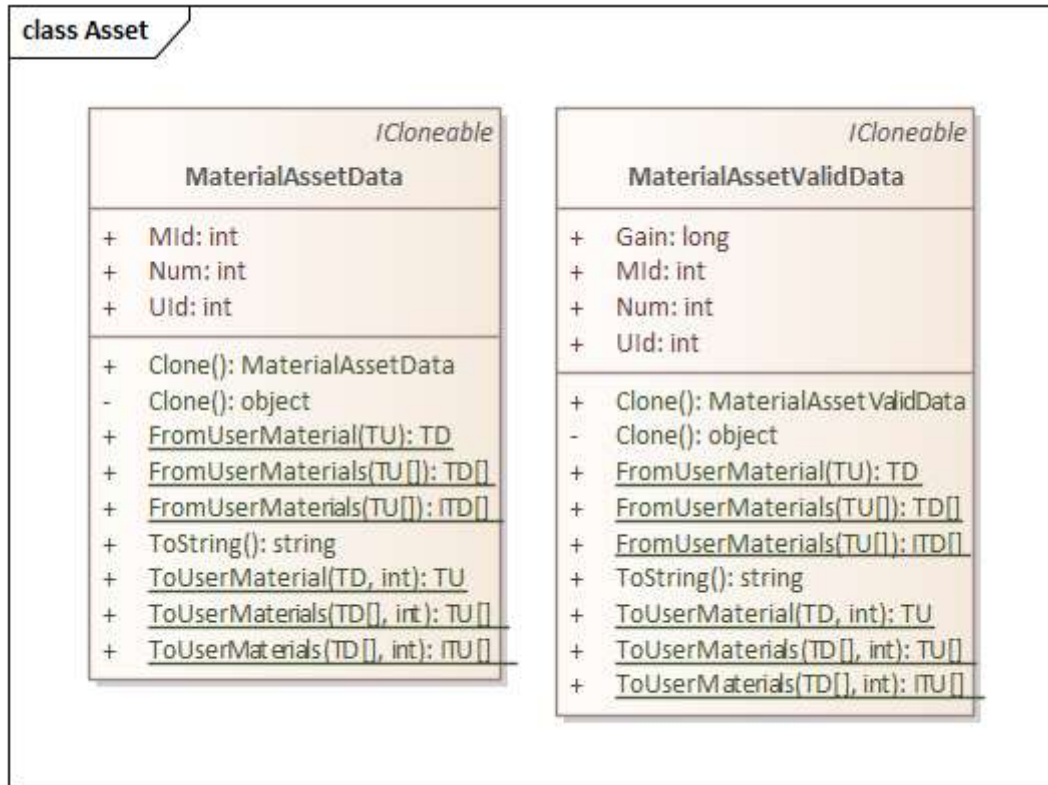 class Asset
ICloneable
MaterialAssetData
+ MId: int
+ Num: int
+ UId: int
+ Clone(): MaterialAssetData
- Clone(): object
+ FromUserMaterial(TU): TD
+ FromUserMaterials(TU[]): TD[]
+ FromUserMaterials(TU[]): ITD[]
+ ToString(): string
+ ToUserMaterial(TD, int): TU
+ ToUserMaterials(TD[], int): TU[]
+ ToUserMaterials(TD[], int): ITU[]
ICloneable
MaterialAssetValidData
+ Gain: long
+ MId: int
+ Num: int
+ UId: int
+ Clone(): MaterialAssetValidData
- Clone(): object
+ FromUserMaterial(TU): TD
+ FromUserMaterials(TU[]): TD[]
+ FromUserMaterials(TU[]): ITD[]
+ ToString(): string
+ ToUserMaterial(TD, int): TU
+ ToUserMaterials(TD[], int): TU[]
+ ToUserMaterials(TD[], int): ITU[]